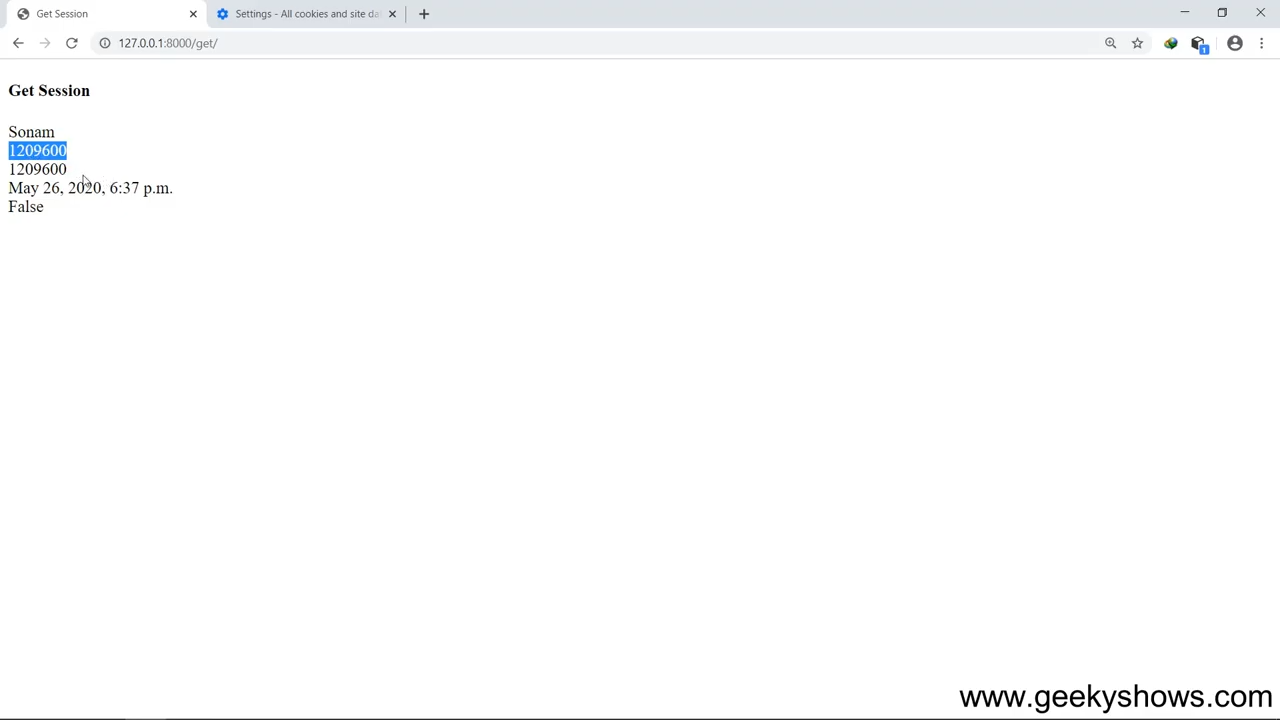 Get Session
Settings - All cookies and site da
127.0.0.1:8000/get/
1
Get Session
Sonam
1209600
1209600
May 26, 2020, 6:37 p.m.
False
www.geekyshows.com